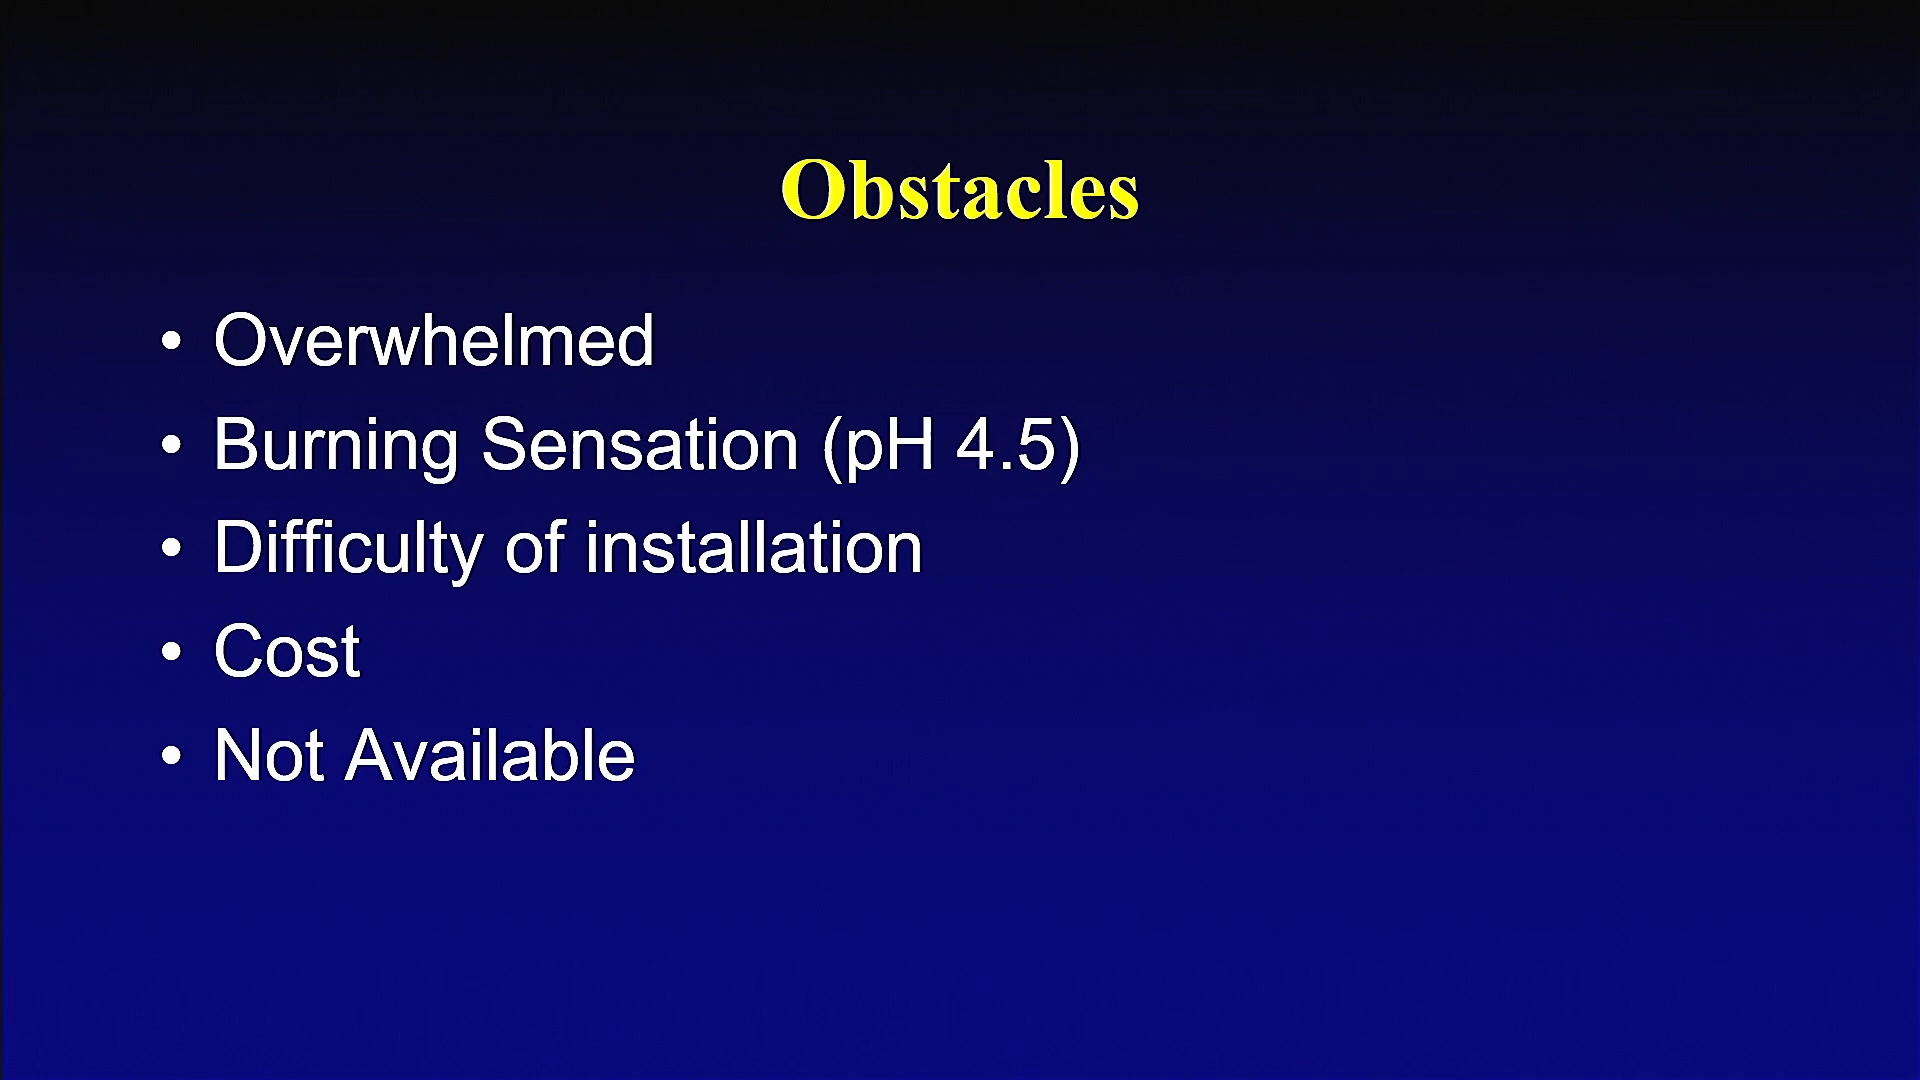 Obstacles
• Overwhelmed
• Burning Sensation (pH 4.5)
• Difficulty of installation
• Cost
• Not Available